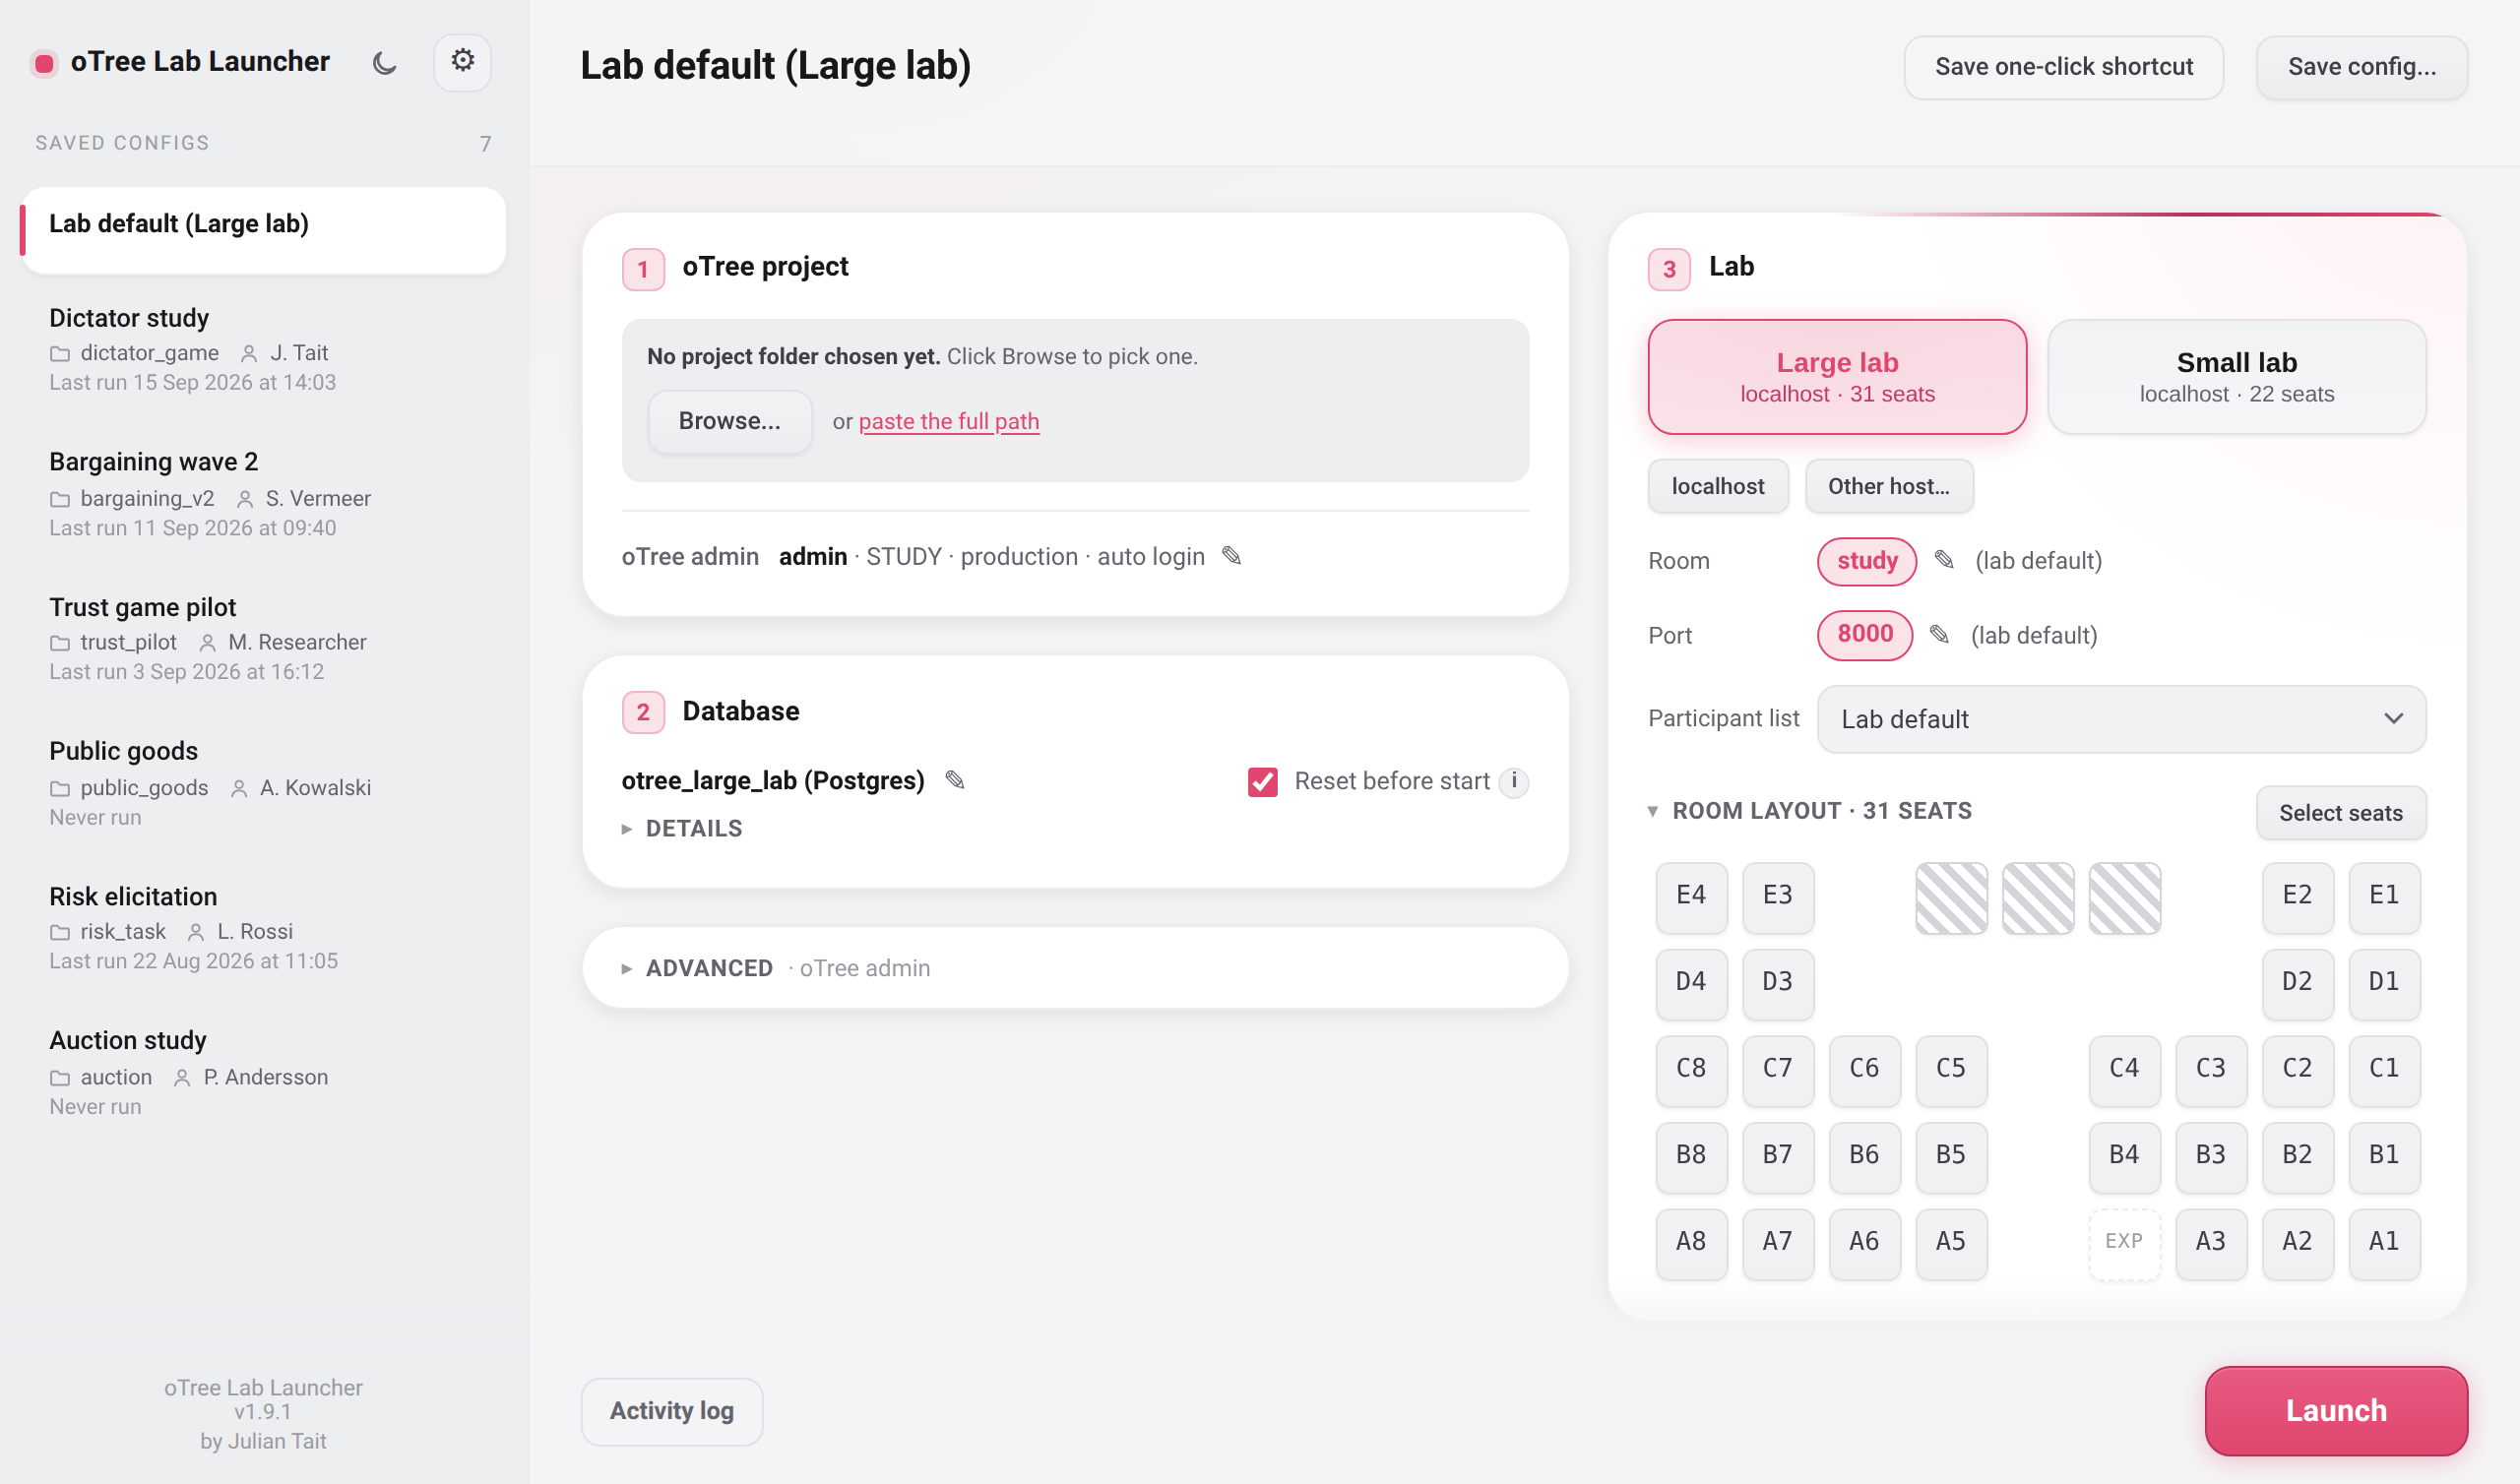 oTree Lab Launcher
SAVED CONFIGS 7
Lab default (Large lab)
Dictator study
dictator_game J. Tait
Last run 15 Sep 2026 at 14:03
Bargaining wave 2
bargaining_v2 S. Vermeer
Last run 11 Sep 2026 at 09:40
Trust game pilot
trust_pilot M. Researcher
Last run 3 Sep 2026 at 16:12
Public goods
public_goods A. Kowalski
Never run
Risk elicitation
risk_task L. Rossi
Last run 22 Aug 2026 at 11:05
Auction study
auction P. Andersson
Never run
oTree Lab Launcher
v1.9.1
by Julian Tait
Lab default (Large lab)
Save one-click shortcut Save config...
1 oTree project
No project folder chosen yet. Click Browse to pick one.
Browse... or paste the full path
oTree admin admin · STUDY · production · auto login
2 Database
otree_large_lab (Postgres) Reset before start i
DETAILS
ADVANCED · oTree admin
3 Lab
Large lab
localhost · 31 seats
Small lab
localhost · 22 seats
localhost Other host...
Room study (lab default)
Port 8000 (lab default)
Participant list Lab default
ROOM LAYOUT · 31 SEATS Select seats
E4 E3 E2 E1
D4 D3 D2 D1
C8 C7 C6 C5 C4 C3 C2 C1
B8 B7 B6 B5 B4 B3 B2 B1
A8 A7 A6 A5 EXP A3 A2 A1
Activity log Launch